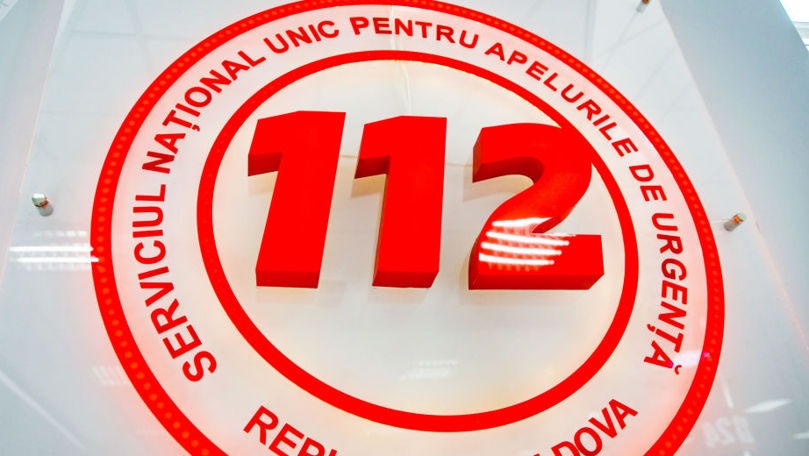 SERVICIUL NAȚIONAL UNIC PENTRU APELURILE DE URGENȚĂ
112